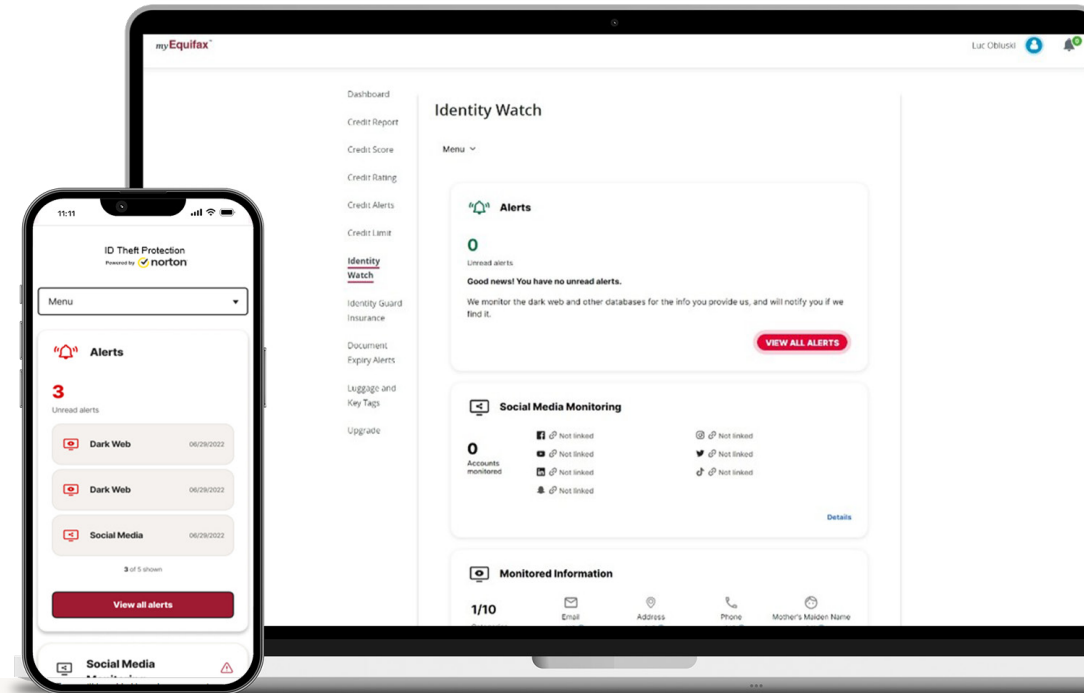 myEquifax
Luc Obluski
0
Dashboard
Credit Report
Credit Score
Credit Rating
Credit Alerts
Credit Limit
Identity
Watch
Identity Guard
Insurance
Document
Expiry Alerts
Luggage and
Key Tags
Upgrade
Identity Watch
Menu
Alerts
0
Unread alerts
Good news! You have no unread alerts.
We monitor the dark web and other databases for the info you provide us, and will notify you if we
find it.
VIEW ALL ALERTS
Social Media Monitoring
0
Accounts
monitored
Not linked
Not linked
Not linked
Not linked
Not linked
Not linked
Not linked
Details
Monitored Information
1/10
Email
Address
Phone
Mother's Maiden Name
11:11
ID Theft Protection
Powered by norton
Menu
Alerts
3
Unread alerts
Dark Web 06/29/2022
Dark Web 06/29/2022
Social Media 06/29/2022
3 of 5 shown
View all alerts
Social Media